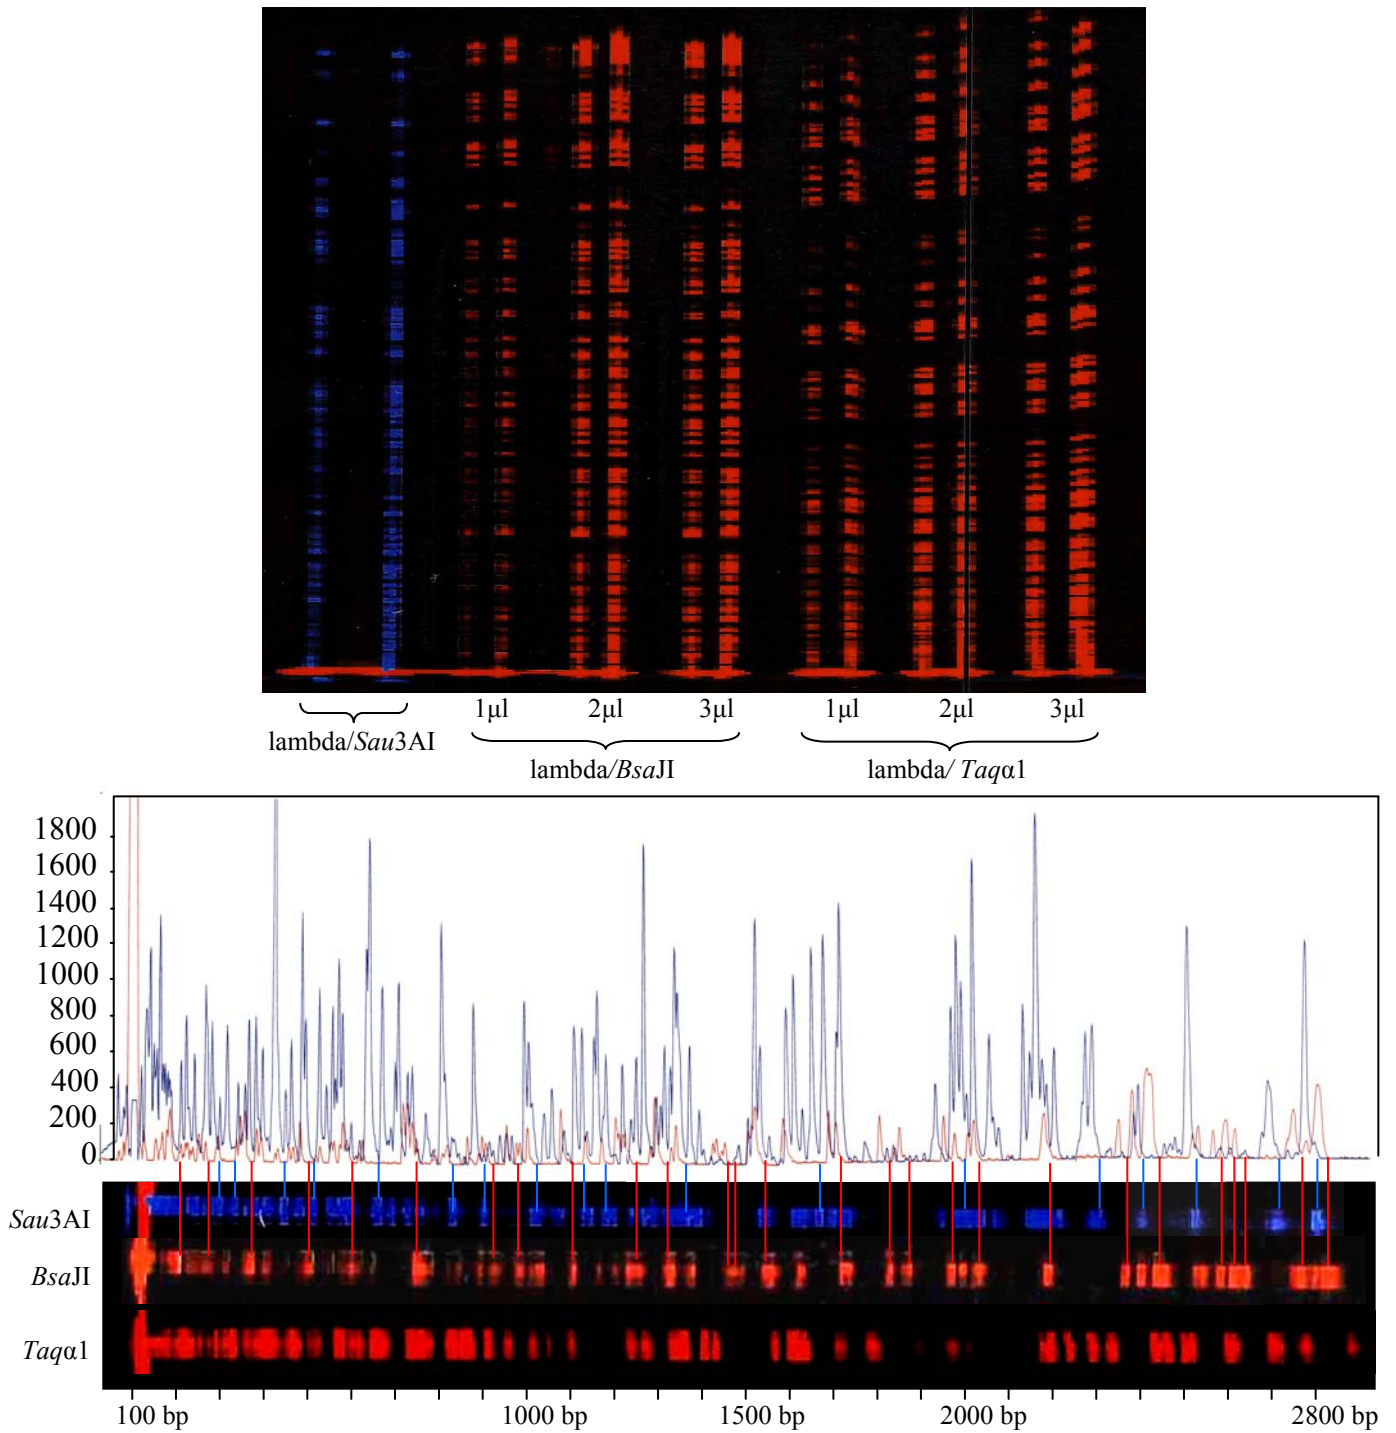 1µl 2µl 3µl 1µl 2µl 3µl
lambda/Sau3AI
lambda/BsaJI lambda/ Taqα1
1800
1600
1400
1200
1000
800
600
400
200
0
Sau3AI
BsaJI
Taqα1
100 bp 1000 bp 1500 bp 2000 bp 2800 bp